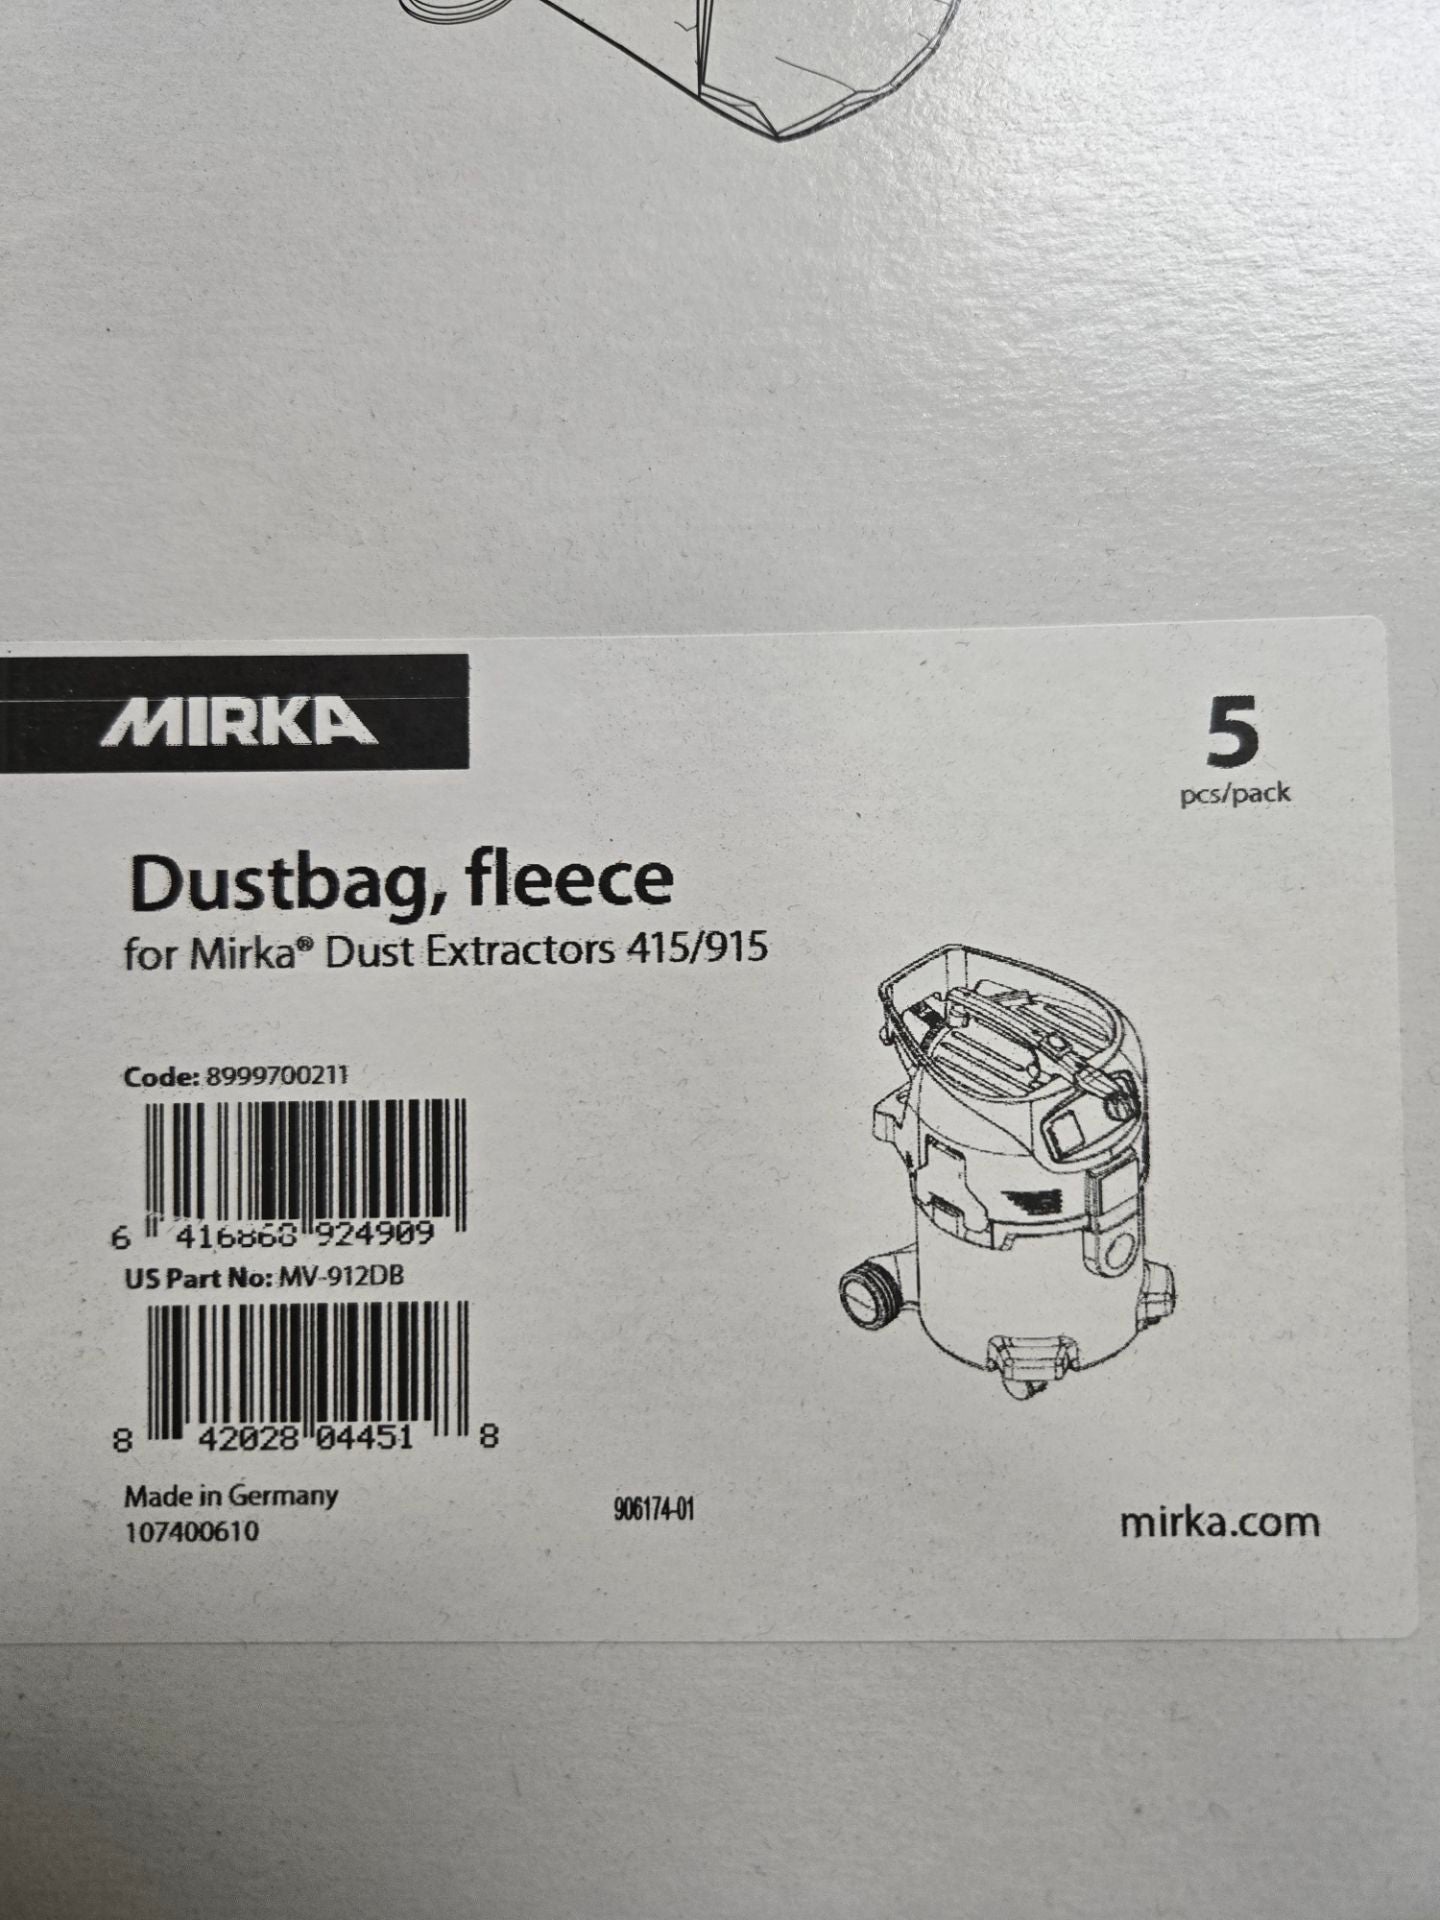 MIRKA
5
pcs/pack
Dustbag, fleece
for Mirka® Dust Extractors 415/915
Code: 8999700211
6 416868 924909
US Part No: MV-912DB
8 42028 04451 8
Made in Germany
107400610
906174-01
mirka.com